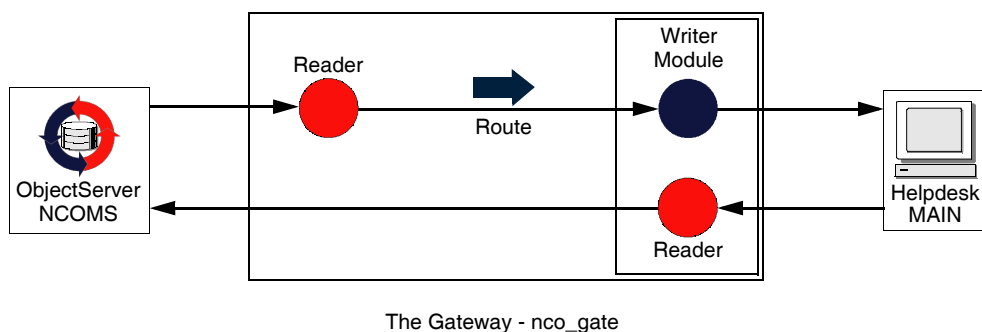 Writer
Module
Reader
Route
ObjectServer
NCOMS
Helpdesk
MAIN
Reader
The Gateway - nco_gate